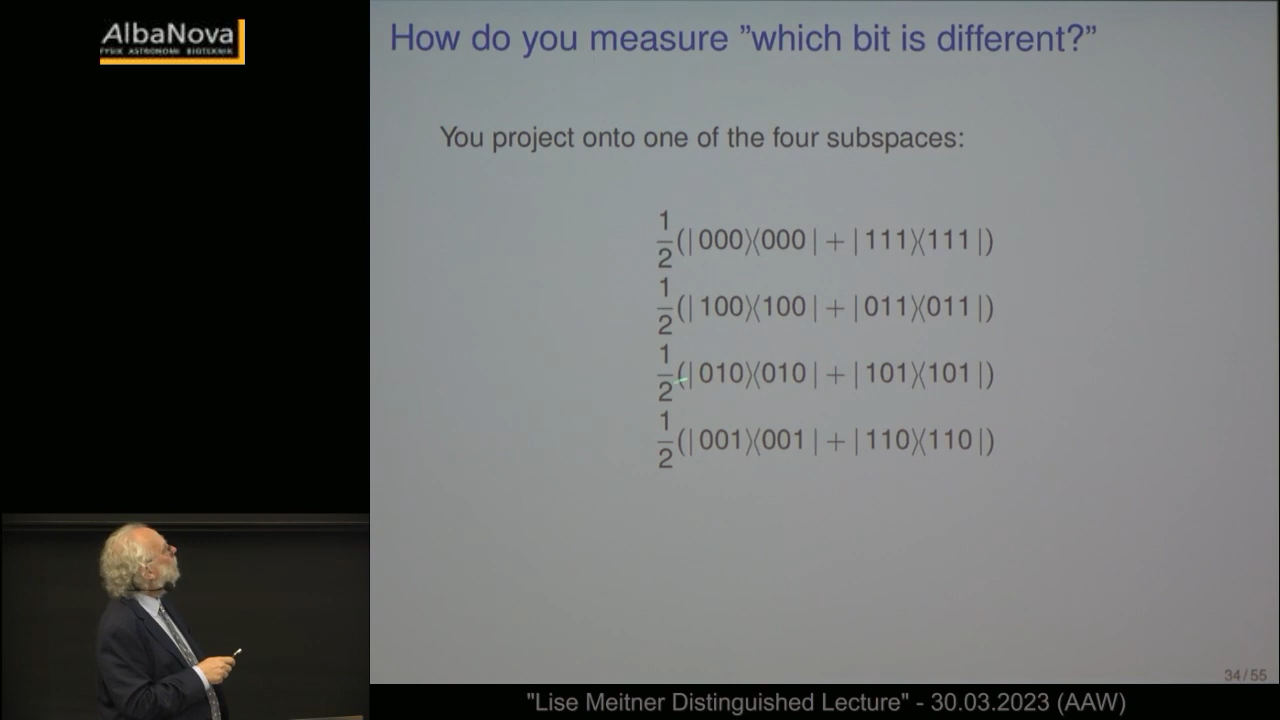 AlbaNova
FYSIK ASTRONOMI BIOTEKNIK
How do you measure ”which bit is different?”
You project onto one of the four subspaces:
1/2(|000⟩⟨000| + |111⟩⟨111|)
1/2(|100⟩⟨100| + |011⟩⟨011|)
1/2(|010⟩⟨010| + |101⟩⟨101|)
1/2(|001⟩⟨001| + |110⟩⟨110|)
34/55
"Lise Meitner Distinguished Lecture" - 30.03.2023 (AAW)